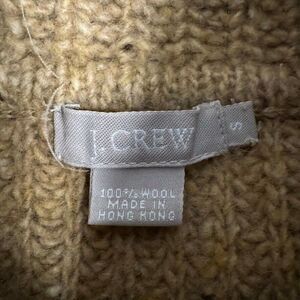 J.CREW
S
100% WOOL
MADE IN
HONG KONG